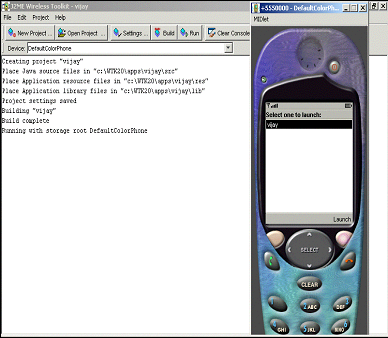 J2ME Wireless Toolkit - vijay
File Edit Project Help
New Project ... Open Project ... Settings ... Build Run Clear Console
Device: DefaultColorPhone
Creating project "vijay"
Place Java source files in "c:\WTK20\apps\vijay\src"
Place Application resource files in "c:\WTK20\apps\vijay\res"
Place Application library files in "c:\WTK20\apps\vijay\lib"
Project settings saved
Building "vijay"
Build complete
Running with storage root DefaultColorPhone
+5550000 - DefaultColorPh...
MIDlet
Select one to launch:
vijay
Launch
SELECT
CLEAR
1 2 ABC 3 DEF
4 GHI 5 JKL 6 MNO